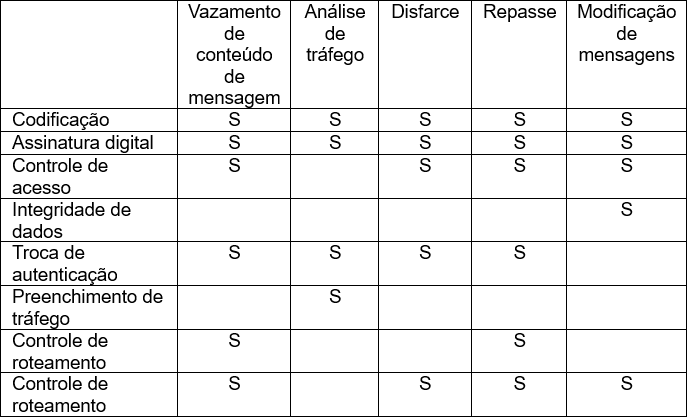 Vazamento de conteúdo de mensagem Análise de tráfego Disfarce Repasse Modificação de mensagens
Codificação S S S S S
Assinatura digital S S S S S
Controle de acesso S S S S
Integridade de dados S
Troca de autenticação S S S S
Preenchimento de tráfego S
Controle de roteamento S S
Controle de roteamento S S S S